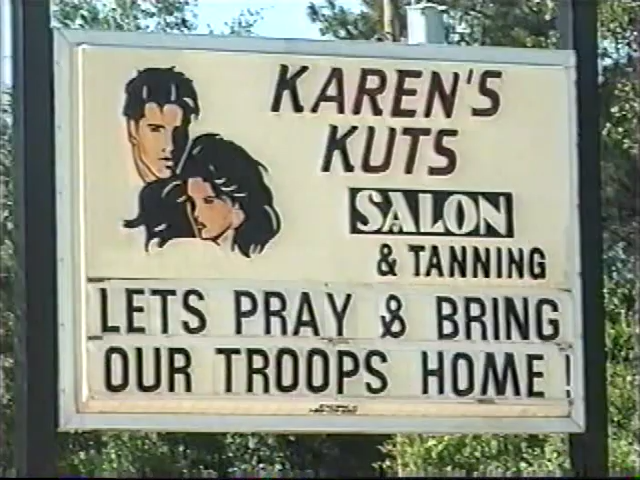 KAREN'S
KUTS
SALON
& TANNING
LETS PRAY & BRING
OUR TROOPS HOME!